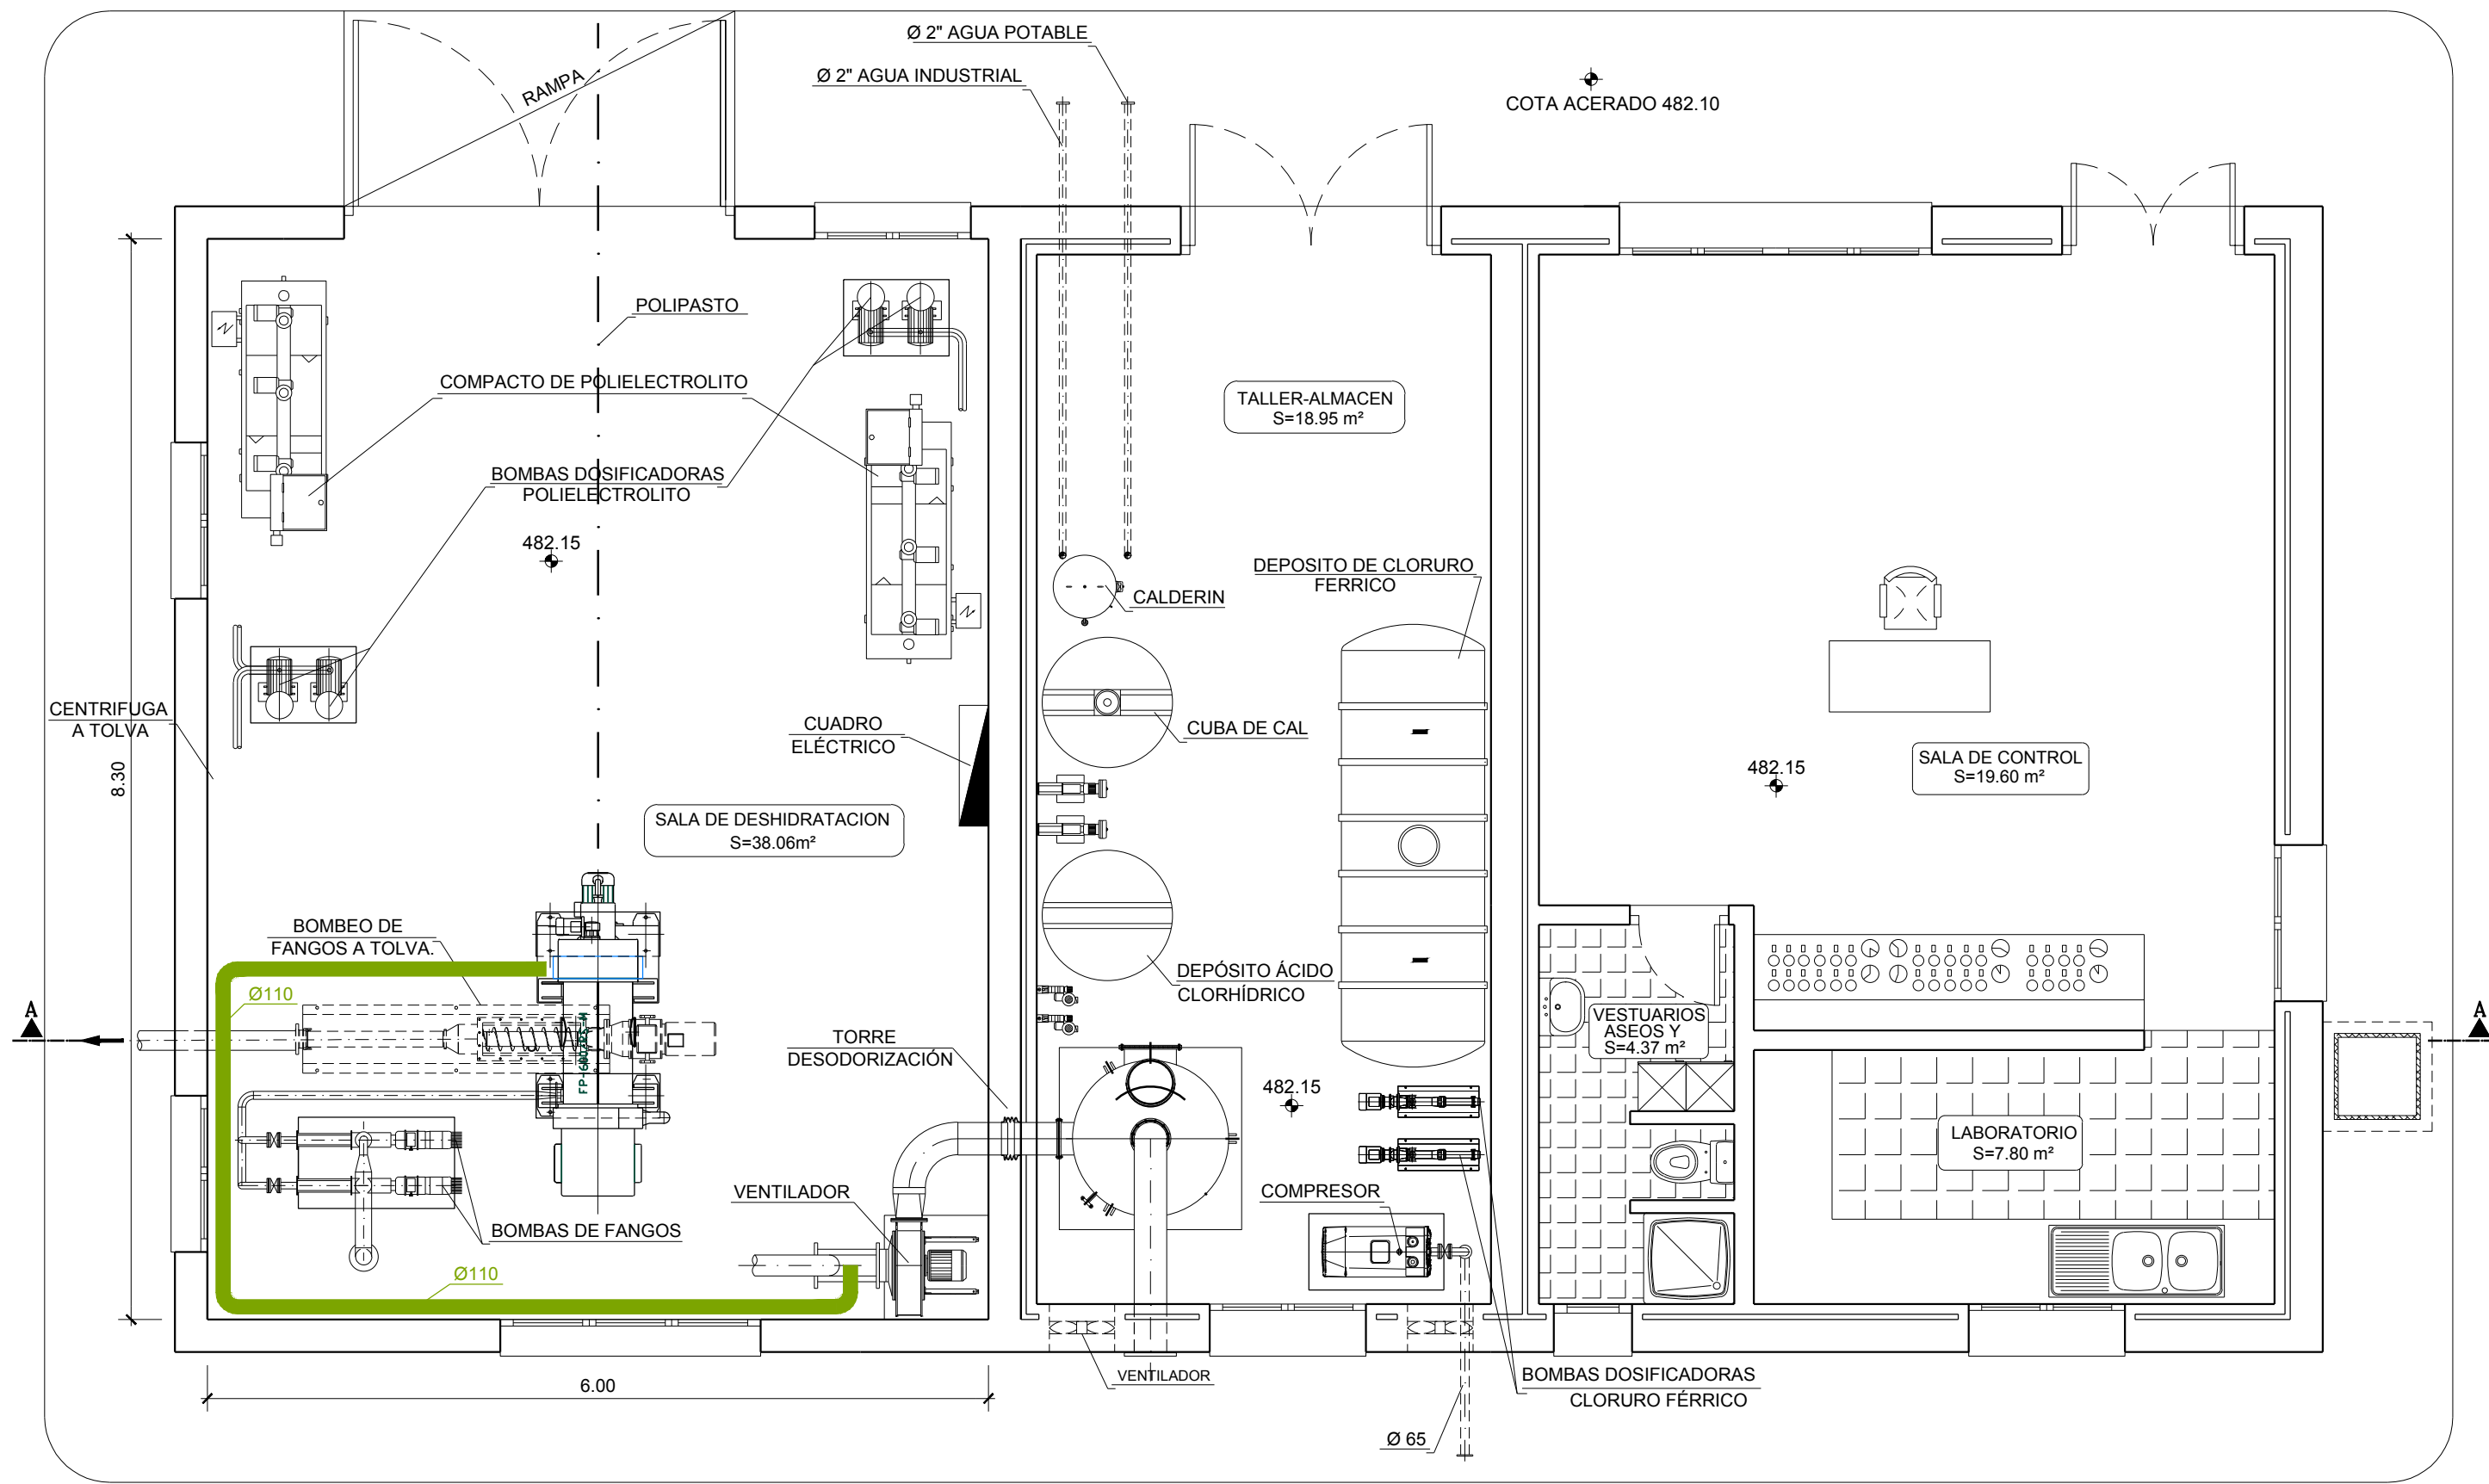 Ø 2" AGUA POTABLE
Ø 2" AGUA INDUSTRIAL
RAMPA
COTA ACERADO 482.10
POLIPASTO
COMPACTO DE POLIELECTROLITO
TALLER-ALMACEN
S=18.95 m²
BOMBAS DOSIFICADORAS
POLIELECTROLITO
482.15
DEPOSITO DE CLORURO
FERRICO
CALDERIN
CENTRIFUGA
A TOLVA
8.30
CUADRO
ELÉCTRICO
CUBA DE CAL
482.15
SALA DE CONTROL
S=19.60 m²
SALA DE DESHIDRATACION
S=38.06m²
BOMBEO DE
FANGOS A TOLVA.
Ø110
DEPÓSITO ÁCIDO
CLORHÍDRICO
A
A
VESTUARIOS
ASEOS Y
S=4.37 m²
TORRE
DESODORIZACIÓN
482.15
LABORATORIO
S=7.80 m²
VENTILADOR
COMPRESOR
BOMBAS DE FANGOS
Ø110
6.00
VENTILADOR
BOMBAS DOSIFICADORAS
CLORURO FÉRRICO
Ø 65